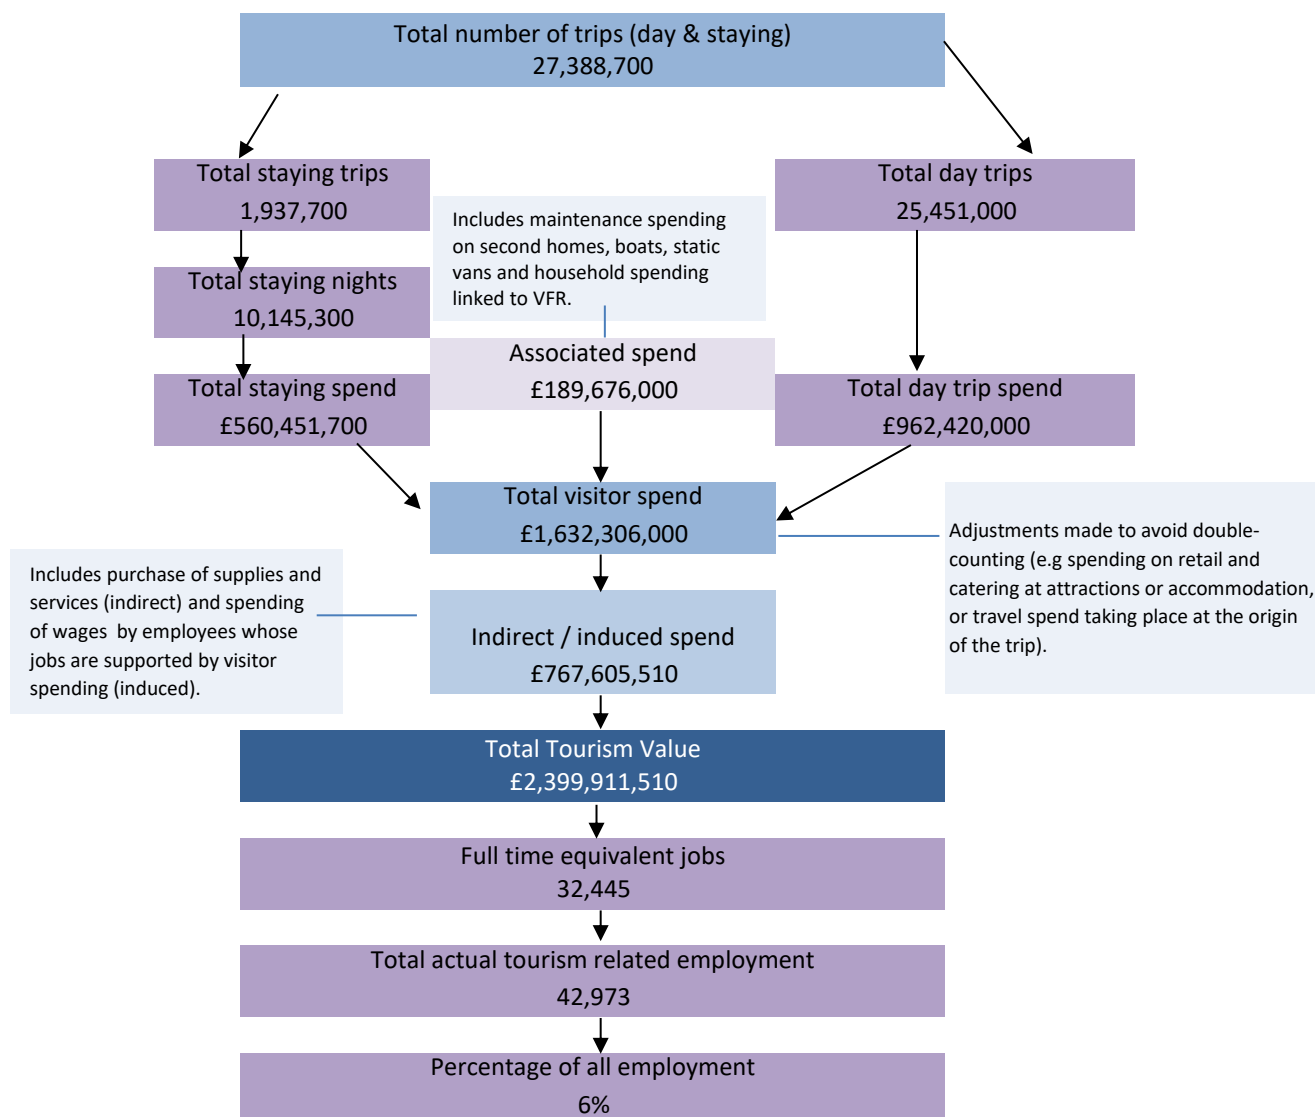 Total number of trips (day & staying)
27,388,700
Total staying trips
1,937,700
Total day trips
25,451,000
Includes maintenance spending
on second homes, boats, static
vans and household spending
linked to VFR.
Total staying nights
10,145,300
Associated spend
£189,676,000
Total staying spend
£560,451,700
Total day trip spend
£962,420,000
Total visitor spend
£1,632,306,000
Adjustments made to avoid double-
counting (e.g spending on retail and
catering at attractions or accommodation,
or travel spend taking place at the origin
of the trip).
Includes purchase of supplies and
services (indirect) and spending
of wages  by employees whose
jobs are supported by visitor
spending (induced).
Indirect / induced spend
£767,605,510
Total Tourism Value
£2,399,911,510
Full time equivalent jobs
32,445
Total actual tourism related employment
42,973
Percentage of all employment
6%